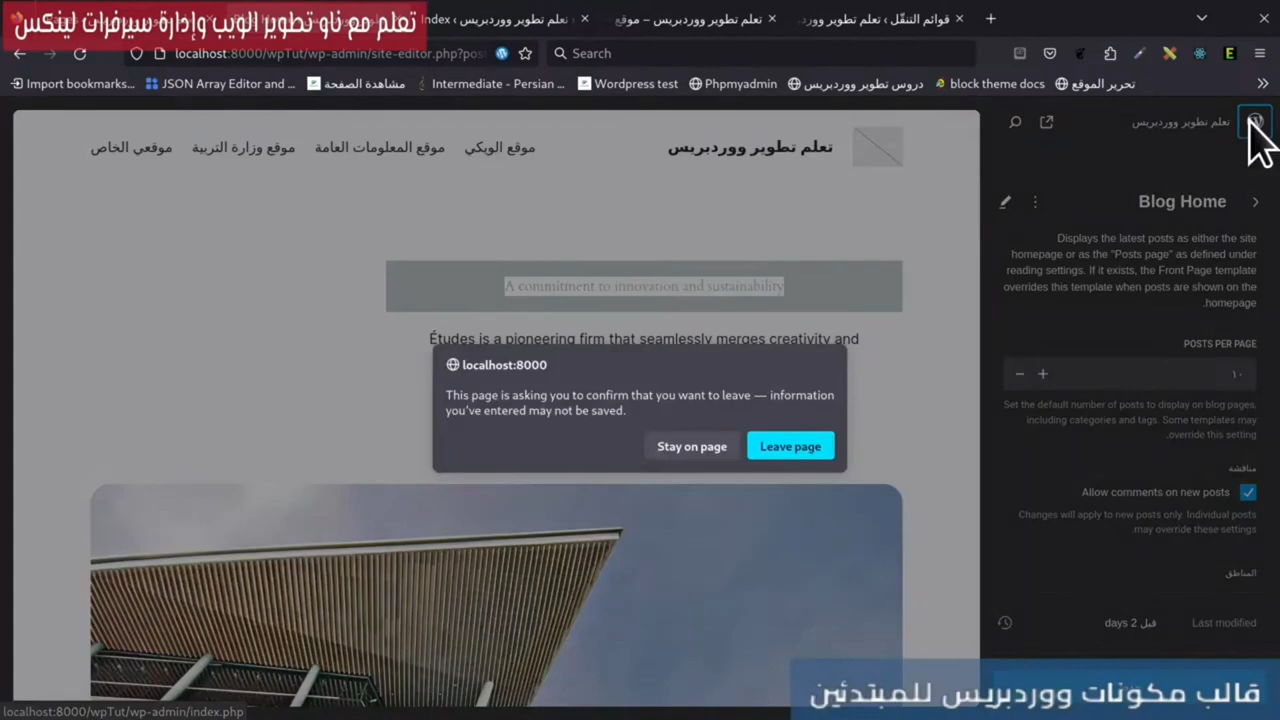 تعلم مع ناو تطوير الويب وإدارة سيرفرات لينكس
Index ‹ تعلم تطوير ووردبريس
تعلم تطوير ووردبريس – موقع
قوائم التنقّل ‹ تعلم تطوير ووردب
localhost:8000/wpTut/wp-admin/site-editor.php?pos
Search
Import bookmarks...
JSON Array Editor and ...
مشاهدة الصفحة
Intermediate - Persian ...
Wordpress test
Phpmyadmin
دروس تطوير ووردبريس
block theme docs
تحرير الموقع
تعلم تطوير ووردبريس
تعلم تطوير ووردبريس
موقع الويكي
موقع المعلومات العامة
موقع وزارة التربية
موقعي الخاص
Blog Home
Displays the latest posts as either the site
homepage or as the "Posts page" as defined under
reading settings. If it exists, the Front Page template
overrides this template when posts are shown on the
.homepage
A commitment to innovation and sustainability
Études is a pioneering firm that seamlessly merges creativity and
localhost:8000
This page is asking you to confirm that you want to leave — information
you've entered may not be saved.
Stay on page
Leave page
POSTS PER PAGE
١٠
Set the default number of posts to display on blog pages,
including categories and tags. Some templates may
.override this setting
مناقشة
Allow comments on new posts
Changes will apply to new posts only. Individual posts
.may override these settings
المناطق
Last modified
قبل 2 days
قالب مكونات ووردبريس للمبتدئين
localhost:8000/wpTut/wp-admin/index.php